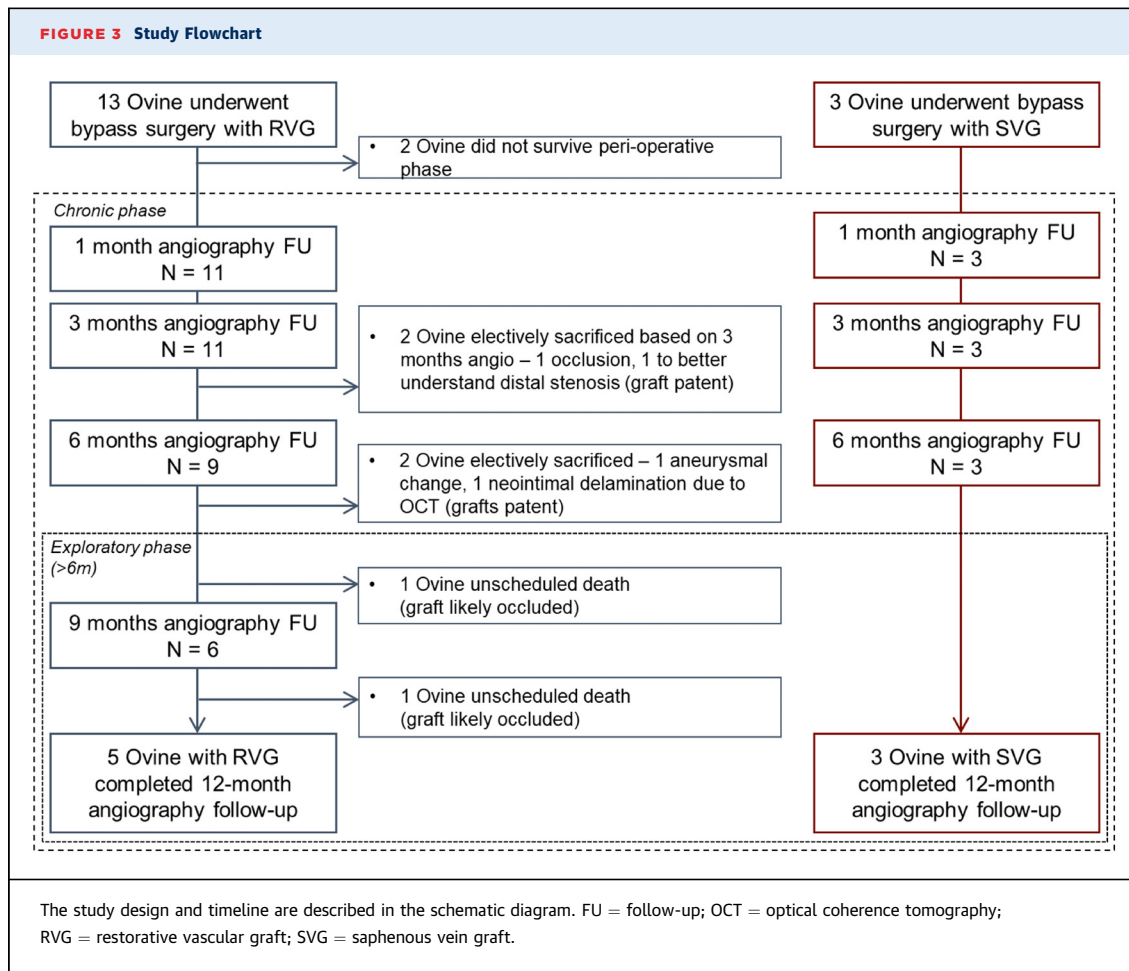 FIGURE 3 Study Flowchart
13 Ovine underwent
bypass surgery with RVG
3 Ovine underwent bypass
surgery with SVG
• 2 Ovine did not survive peri-operative
phase
Chronic phase
1 month angiography FU
N = 11
1 month angiography FU
N = 3
3 months angiography FU
N = 11
• 2 Ovine electively sacrificed based on 3
months angio – 1 occlusion, 1 to better
understand distal stenosis (graft patent)
3 months angiography FU
N = 3
6 months angiography FU
N = 9
• 2 Ovine electively sacrificed – 1 aneurysmal
change, 1 neointimal delamination due to
OCT (grafts patent)
6 months angiography FU
N = 3
Exploratory phase
(>6m)
• 1 Ovine unscheduled death
(graft likely occluded)
9 months angiography FU
N = 6
• 1 Ovine unscheduled death
(graft likely occluded)
5 Ovine with RVG
completed 12-month
angiography follow-up
3 Ovine with SVG
completed 12-month
angiography follow-up
The study design and timeline are described in the schematic diagram. FU = follow-up; OCT = optical coherence tomography;
RVG = restorative vascular graft; SVG = saphenous vein graft.